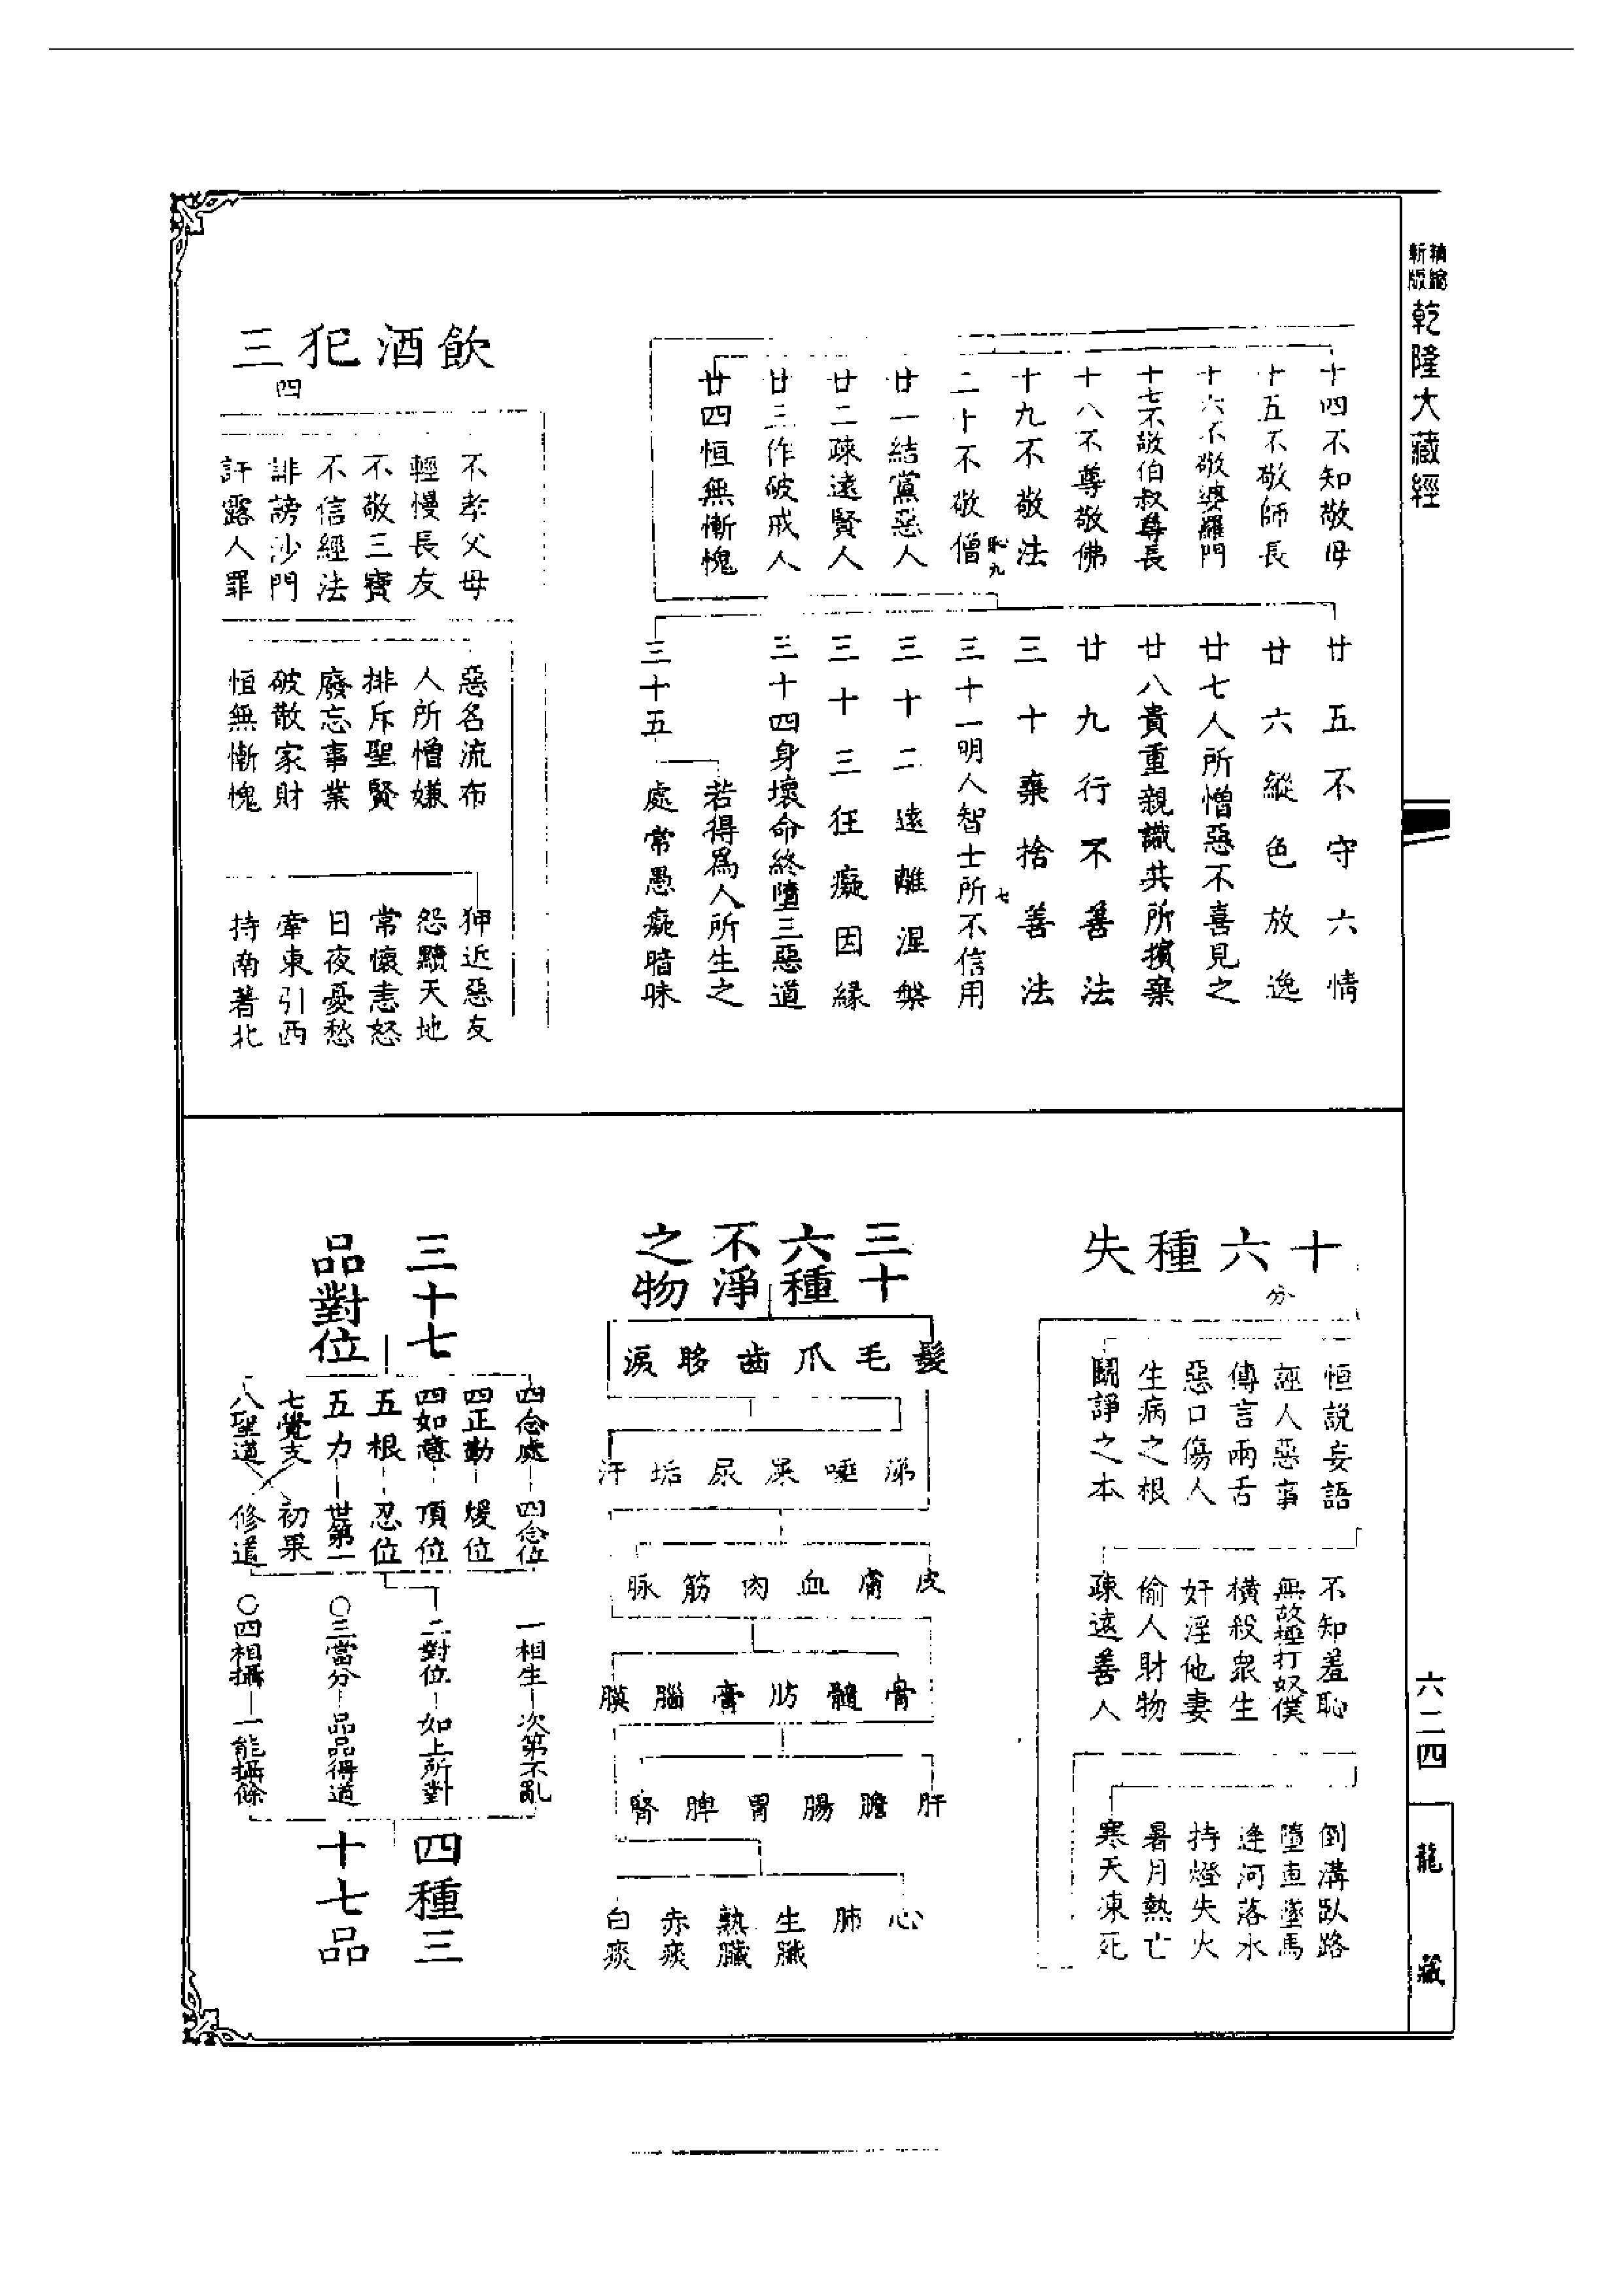 新縮
版縮
乾隆大藏經
十四不知敬母
十五不敬師長
十六不敬婆羅門
十七不敬伯叔尊長
十八不尊敬佛
十九不敬法
二十不敬僧
恥九
廿一結黨惡人
廿二疎遠賢人
廿三作破戒人
廿四恒無慚愧
廿五不守六情
廿六縱色放逸
廿七人所憎惡不喜見之
廿八貴重親識共所擯棄
廿九行不善法
三十棄捨善法
三十一明人智士所不信用
七
三十二遠離涅槃
三十三狂癡因緣
三十四身壞命終墮三惡道
三十五
若得爲人所生之
處常愚癡暗昧
飲酒犯三
四
不孝父母
輕慢長友
不敬三寶
不信經法
誹謗沙門
訐露人罪
惡名流布
人所憎嫌
排斥聖賢
廢忘事業
破散家財
恒無慚愧
狎近惡友
怨黷天地
常懷恚怒
日夜憂愁
牽東引西
持南著北
十六種失
分
恒說妄語
誣人惡事
傳言兩舌
惡口傷人
生病之根
鬪諍之本
不知羞恥
無故極打奴僕
橫殺眾生
奸淫他妻
偷人財物
疎遠善人
倒溝臥路
墮車墜馬
逢河落水
持燈失火
暑月熱亡
寒天凍死
三十
六種
不淨
之物
髮毛爪齒眵淚
涕唾屎尿垢汗
皮膚血肉筋脉
骨髓肪膏腦膜
肝膽腸胃脾腎
心肺生臟熟臟赤痰白痰
三十七
品對位
四念處 四念位
四正勤 煖位
四如意 頂位
五根 忍位
五力 世第一
七覺支 初果
八聖道 修道
一相生 次第不亂
二對位 如上所對
○三當分 品品得道
○四相攝 一能攝餘
四種三
十七品
六二四
龍藏